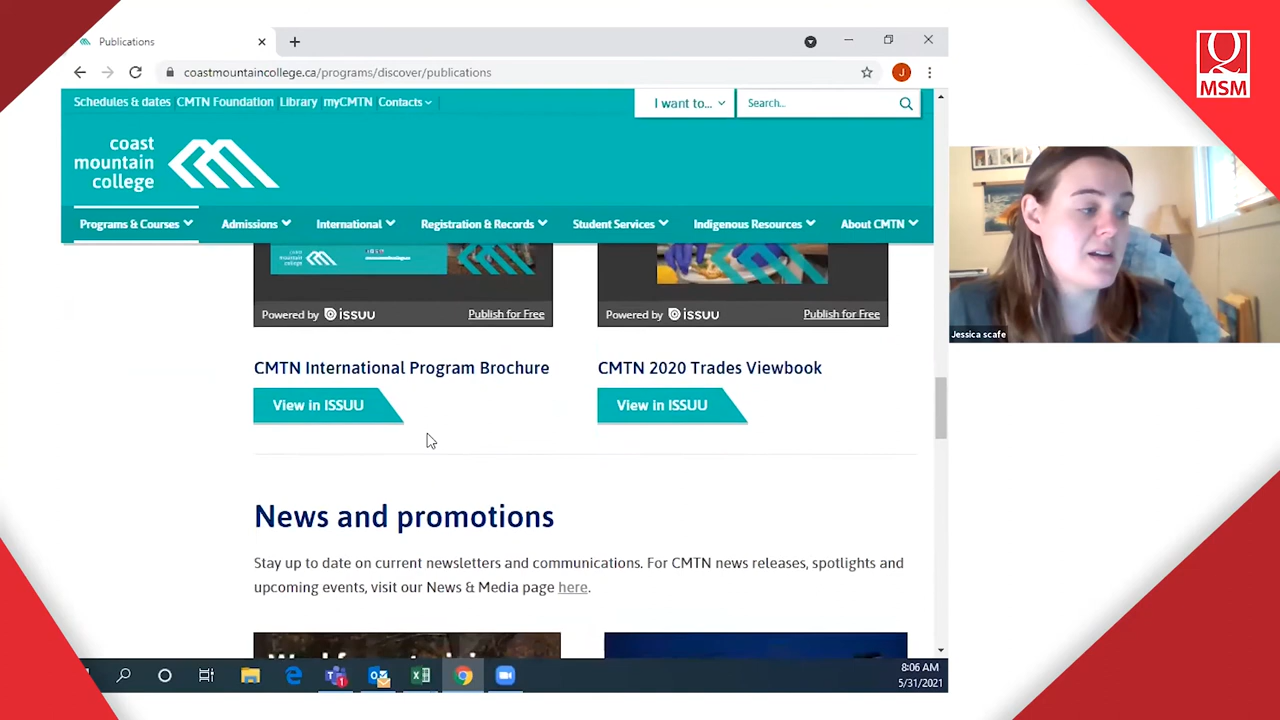 Publications
coastmountaincollege.ca/programs/discover/publications
J
Q
MSM
Schedules & dates CMTN Foundation Library myCMTN Contacts
I want to...
Search...
coast
mountain
college
Programs & Courses Admissions International Registration & Records Student Services Indigenous Resources About CMTN
Powered by issuu Publish for Free
Powered by issuu Publish for Free
Jessica scafe
CMTN International Program Brochure
CMTN 2020 Trades Viewbook
View in ISSUU
View in ISSUU
News and promotions
Stay up to date on current newsletters and communications. For CMTN news releases, spotlights and
upcoming events, visit our News & Media page here.
8:06 AM
5/31/2021